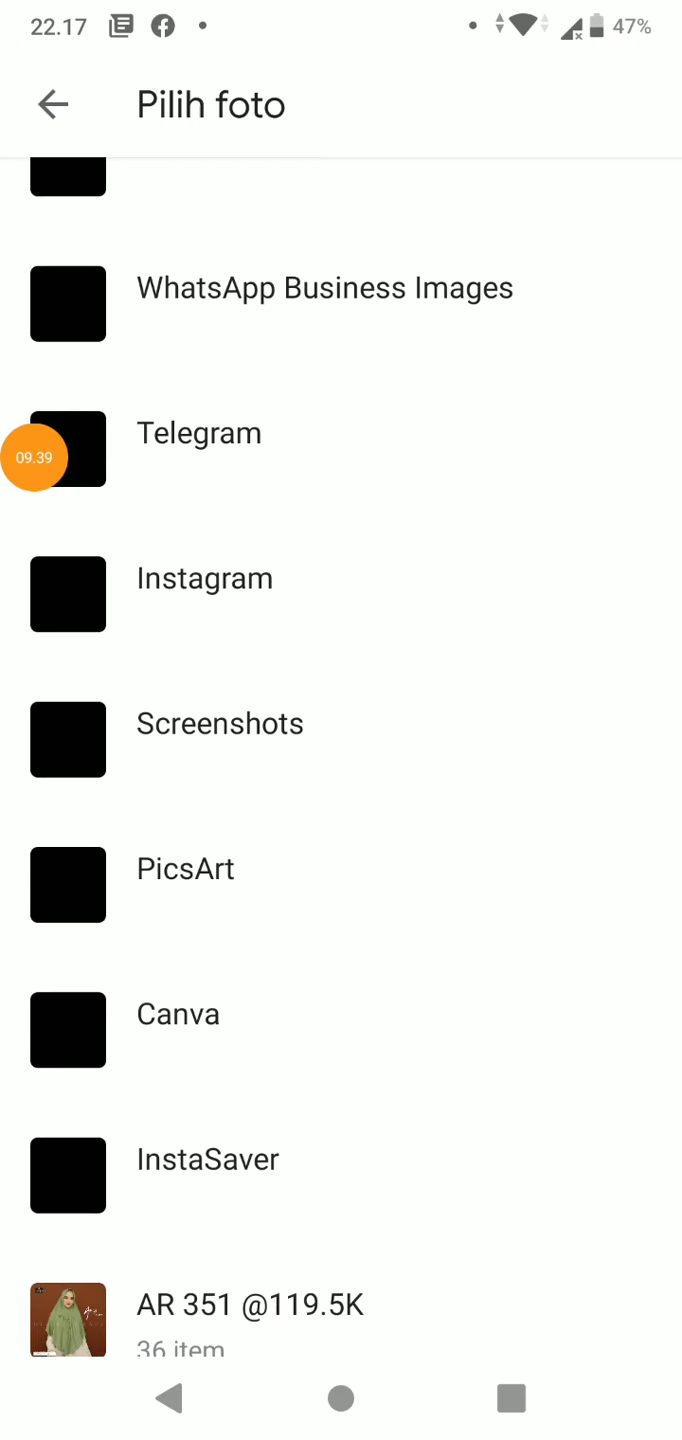 22.17
47%
Pilih foto
WhatsApp Business Images
Telegram
09.39
Instagram
Screenshots
PicsArt
Canva
InstaSaver
AR 351 @119.5K
36 item